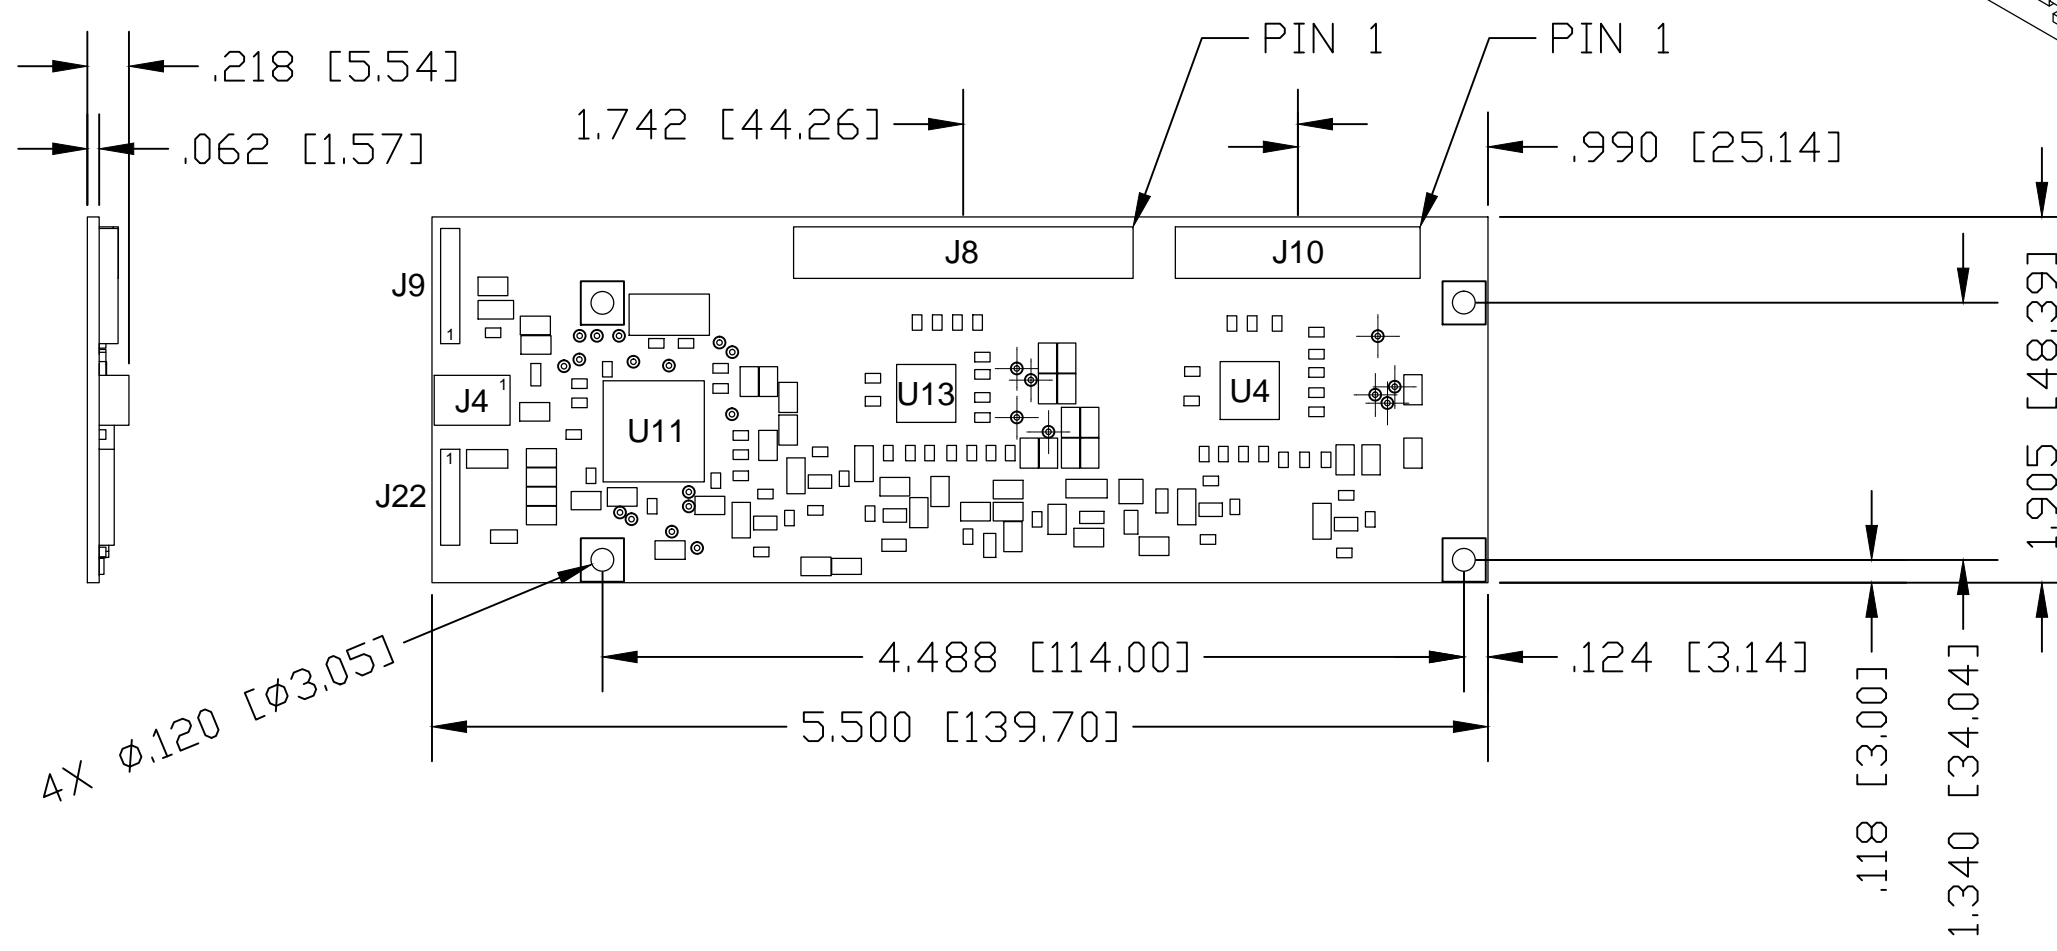 PIN 1
PIN 1
.218 [5.54]
1.742 [44.26]
.062 [1.57]
.990 [25.14]
J8
J10
J9
1
1.905 [48.39]
J4
1
U13
U4
U11
1
J22
4.488 [114.00]
.124 [3.14]
4X Ø.120 [Ø3.05]
5.500 [139.70]
.118 [3.00]
1.340 [34.04]